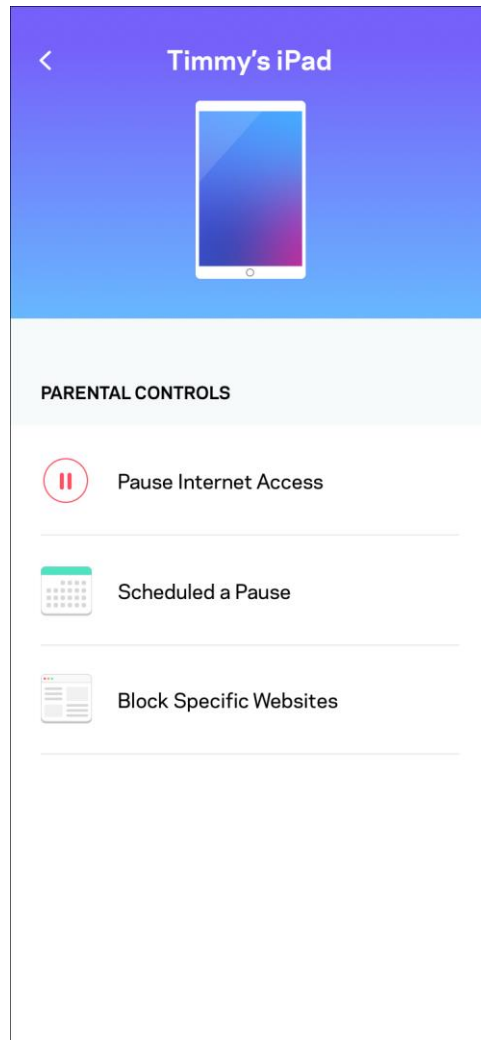 Timmy's iPad
PARENTAL CONTROLS
Pause Internet Access
Scheduled a Pause
Block Specific Websites